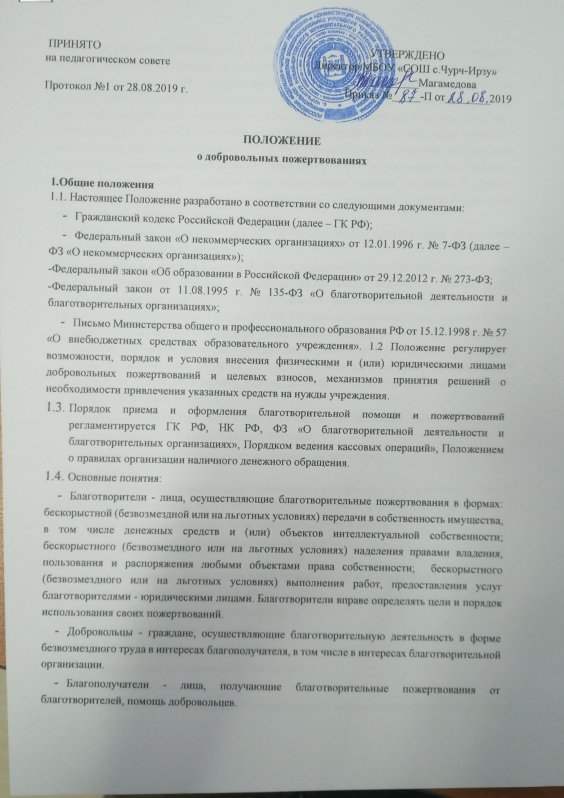 ПРИНЯТО
на педагогическом совете
Протокол №1 от 28.08.2019 г.
УТВЕРЖДЕНО
Директор МБОУ «СОШ с.Чурч-Ирзу»
Магамедова
Приказ № 87 -П от 28.08.2019
ПОЛОЖЕНИЕ
о добровольных пожертвованиях
1.Общие положения
1.1. Настоящее Положение разработано в соответствии со следующими документами:
- Гражданский кодекс Российской Федерации (далее – ГК РФ);
- Федеральный закон «О некоммерческих организациях» от 12.01.1996 г. № 7-ФЗ (далее –
ФЗ «О некоммерческих организациях»);
-Федеральный закон «Об образовании в Российской Федерации» от 29.12.2012 г. № 273-ФЗ;
-Федеральный закон от 11.08.1995 г. № 135-ФЗ «О благотворительной деятельности и
благотворительных организациях»;
- Письмо Министерства общего и профессионального образования РФ от 15.12.1998 г. № 57
«О внебюджетных средствах образовательного учреждения». 1.2 Положение регулирует
возможности, порядок и условия внесения физическими и (или) юридическими лицами
добровольных пожертвований и целевых взносов, механизмов принятия решений о
необходимости привлечения указанных средств на нужды учреждения.
1.3. Порядок приема и оформления благотворительной помощи и пожертвований
регламентируется ГК РФ, НК РФ, ФЗ «О благотворительной деятельности и
благотворительных организациях», Порядком ведения кассовых операций», Положением
о правилах организации наличного денежного обращения.
1.4. Основные понятия:
- Благотворители - лица, осуществляющие благотворительные пожертвования в формах:
бескорыстной (безвозмездной или на льготных условиях) передачи в собственность имущества,
в том числе денежных средств и (или) объектов интеллектуальной собственности;
бескорыстного (безвозмездного или на льготных условиях) наделения правами владения,
пользования и распоряжения любыми объектами права собственности; бескорыстного
(безвозмездного или на льготных условиях) выполнения работ, предоставления услуг
благотворителями - юридическими лицами. Благотворители вправе определять цели и порядок
использования своих пожертвований.
- Добровольцы - граждане, осуществляющие благотворительную деятельность в форме
безвозмездного труда в интересах благополучателя, в том числе в интересах благотворительной
организации.
- Благополучатели - лица, получающие благотворительные пожертвования от
благотворителей, помощь добровольцев.